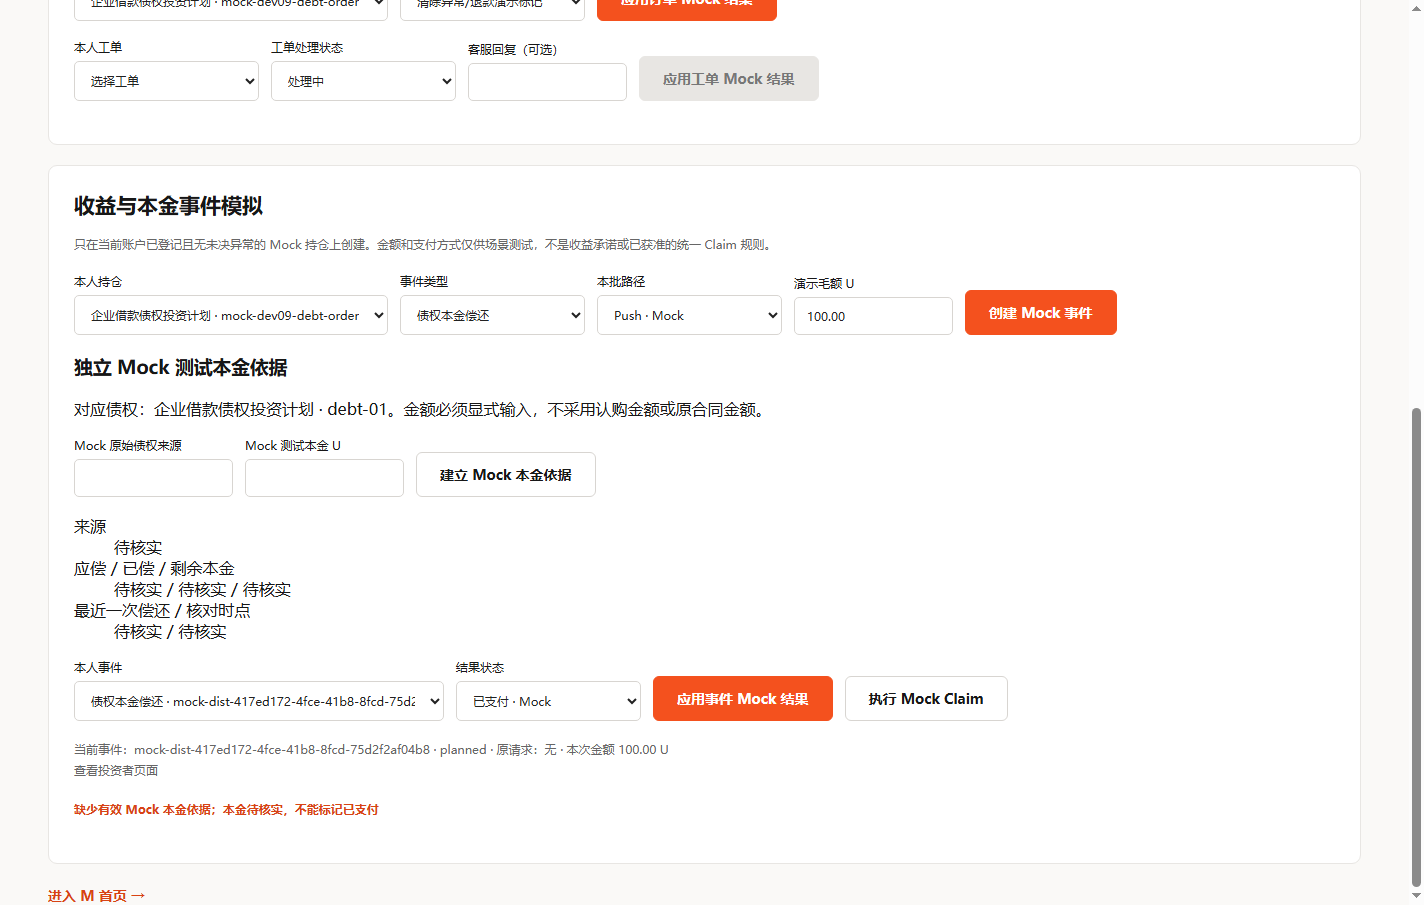 企业借款债权投资计划 · mock-dev09-debt-order
清除异常/退款演示标记
应用订单 Mock 结果
本人工单
工单处理状态
客服回复（可选）
选择工单
处理中
应用工单 Mock 结果
收益与本金事件模拟
只在当前账户已登记且无未决异常的 Mock 持仓上创建。金额和支付方式仅供场景测试，不是收益承诺或已获准的统一 Claim 规则。
本人持仓
事件类型
本批路径
演示毛额 U
企业借款债权投资计划 · mock-dev09-debt-order
债权本金偿还
Push · Mock
100.00
创建 Mock 事件
独立 Mock 测试本金依据
对应债权：企业借款债权投资计划 · debt-01。金额必须显式输入，不采用认购金额或原合同金额。
Mock 原始债权来源
Mock 测试本金 U
建立 Mock 本金依据
来源
待核实
应偿 / 已偿 / 剩余本金
待核实 / 待核实 / 待核实
最近一次偿还 / 核对时点
待核实 / 待核实
本人事件
结果状态
债权本金偿还 · mock-dist-417ed172-4fce-41b8-8fcd-75d2
已支付 · Mock
应用事件 Mock 结果
执行 Mock Claim
当前事件：mock-dist-417ed172-4fce-41b8-8fcd-75d2f2af04b8 · planned · 原请求：无 · 本次金额 100.00 U
查看投资者页面
缺少有效 Mock 本金依据；本金待核实，不能标记已支付
进入 M 首页 →